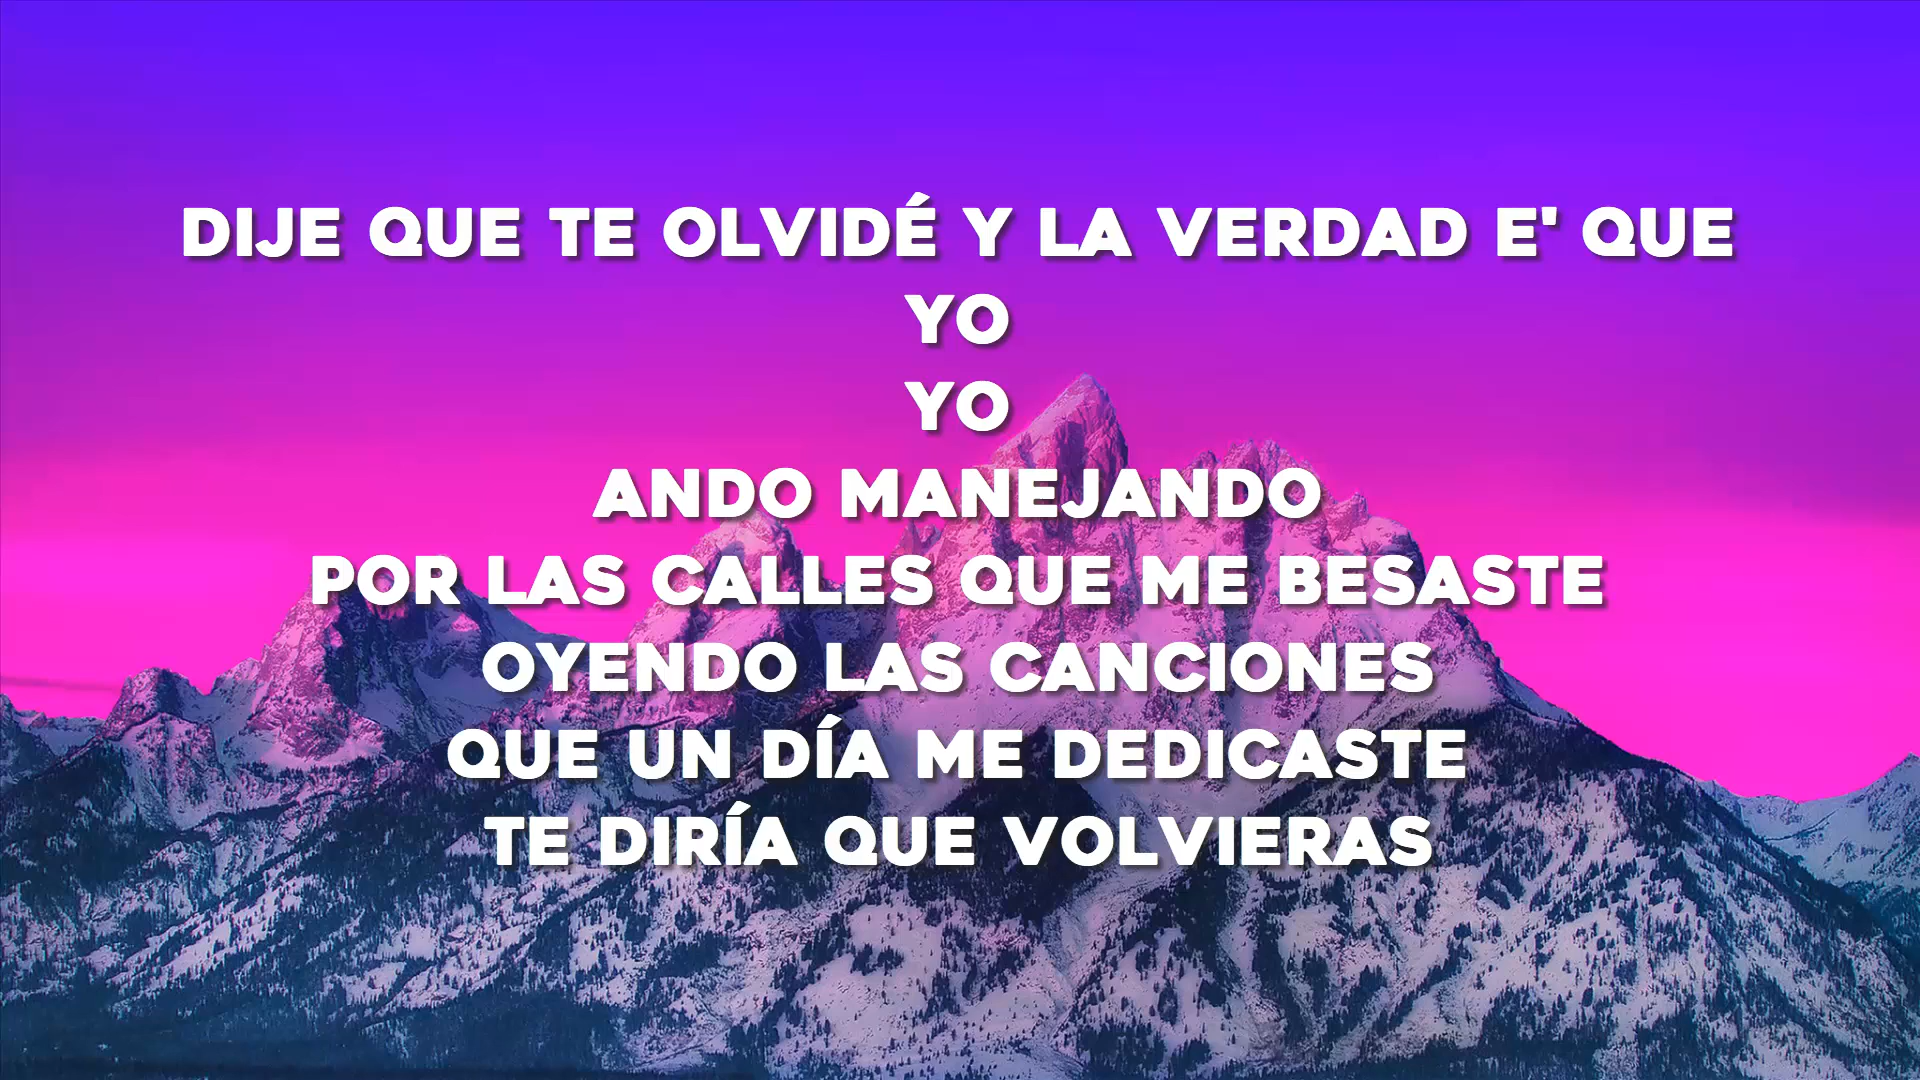 DIJE QUE TE OLVIDÉ Y LA VERDAD E' QUE
YO
YO
ANDO MANEJANDO
POR LAS CALLES QUE ME BESASTE
OYENDO LAS CANCIONES
QUE UN DÍA ME DEDICASTE
TE DIRÍA QUE VOLVIERAS